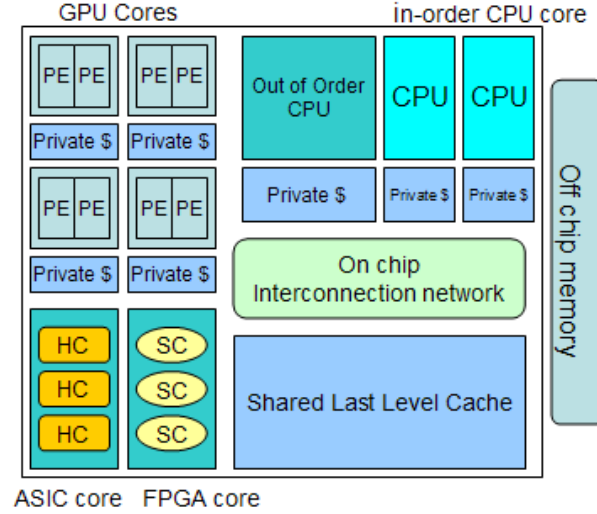 GPU Cores
in-order CPU core
PE PE PE PE
Out of Order
CPU
CPU CPU
Private $ Private $
PE PE PE PE
Private $ Private $ Private $
Private $ Private $
On chip
Interconnection network
Off chip memory
HC SC
HC SC
HC SC
Shared Last Level Cache
ASIC core FPGA core